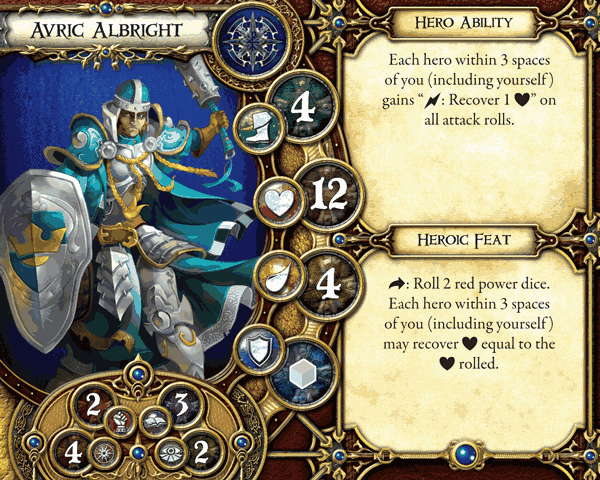 Avric Albright
4
12
4
2
3
4
2
Hero Ability
Each hero within 3 spaces
of you (including yourself)
gains “: Recover 1 ” on
all attack rolls.
Heroic Feat
: Roll 2 red power dice.
Each hero within 3 spaces
of you (including yourself)
may recover equal to the
rolled.